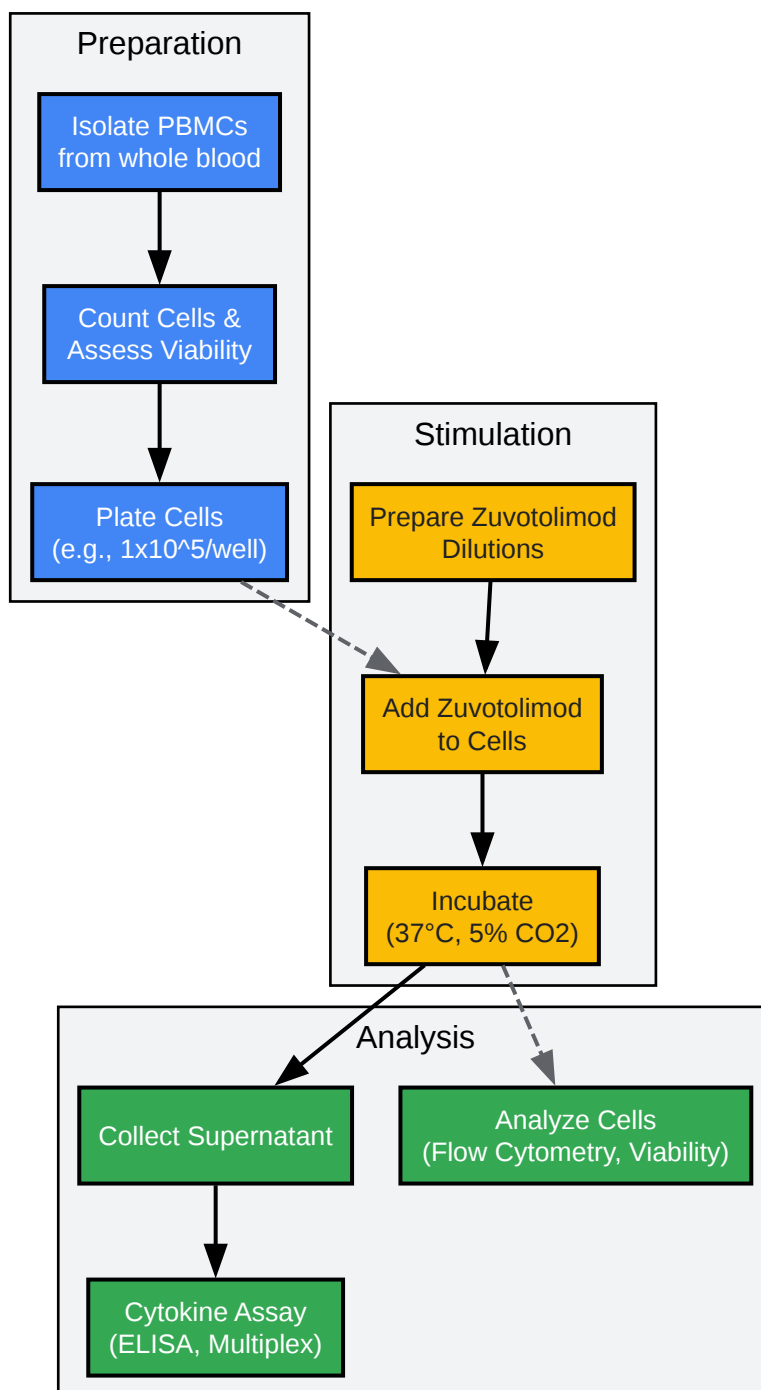 Preparation
Isolate PBMCs
from whole blood
Count Cells &
Assess Viability
Plate Cells
(e.g., 1x10^5/well)
Stimulation
Prepare Zuvotolimod
Dilutions
Add Zuvotolimod
to Cells
Incubate
(37°C, 5% CO2)
Analysis
Collect Supernatant
Analyze Cells
(Flow Cytometry, Viability)
Cytokine Assay
(ELISA, Multiplex)